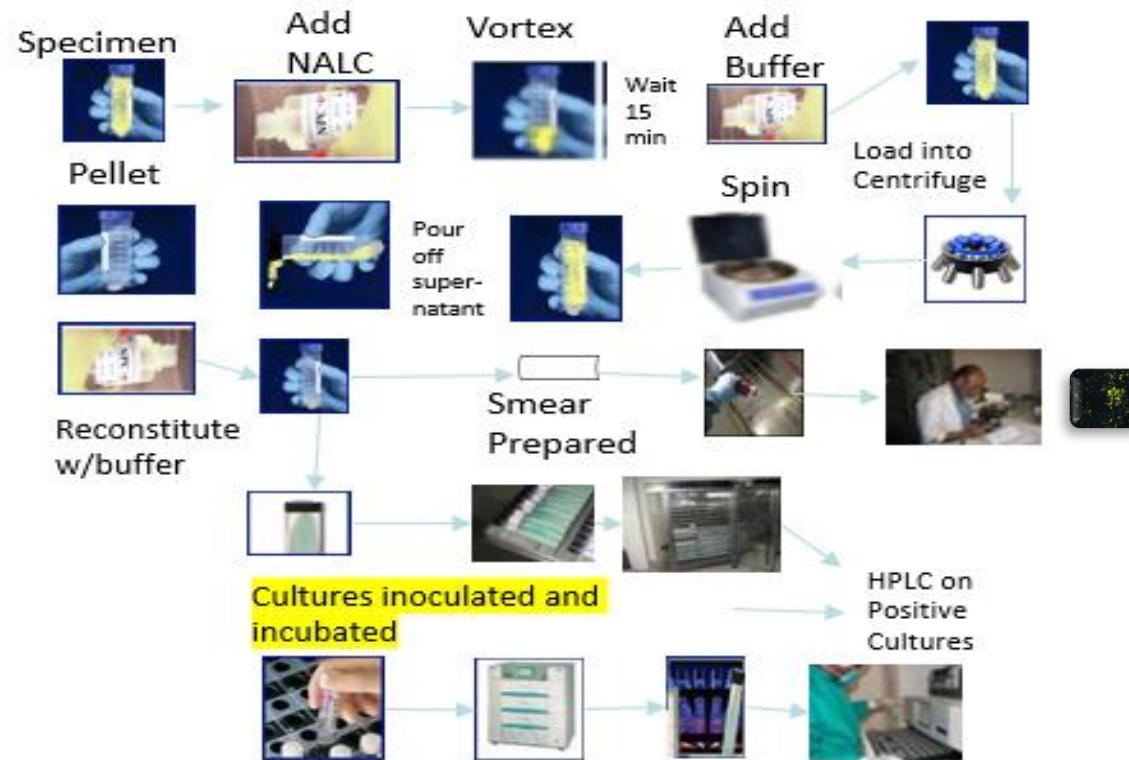 Specimen
Add
NALC
Vortex
Wait
15
min
Add
Buffer
Load into
Centrifuge
Pellet
Pour
off
super-
natant
Spin
Reconstitute
w/buffer
Smear
Prepared
Cultures inoculated and
incubated
HPLC on
Positive
Cultures